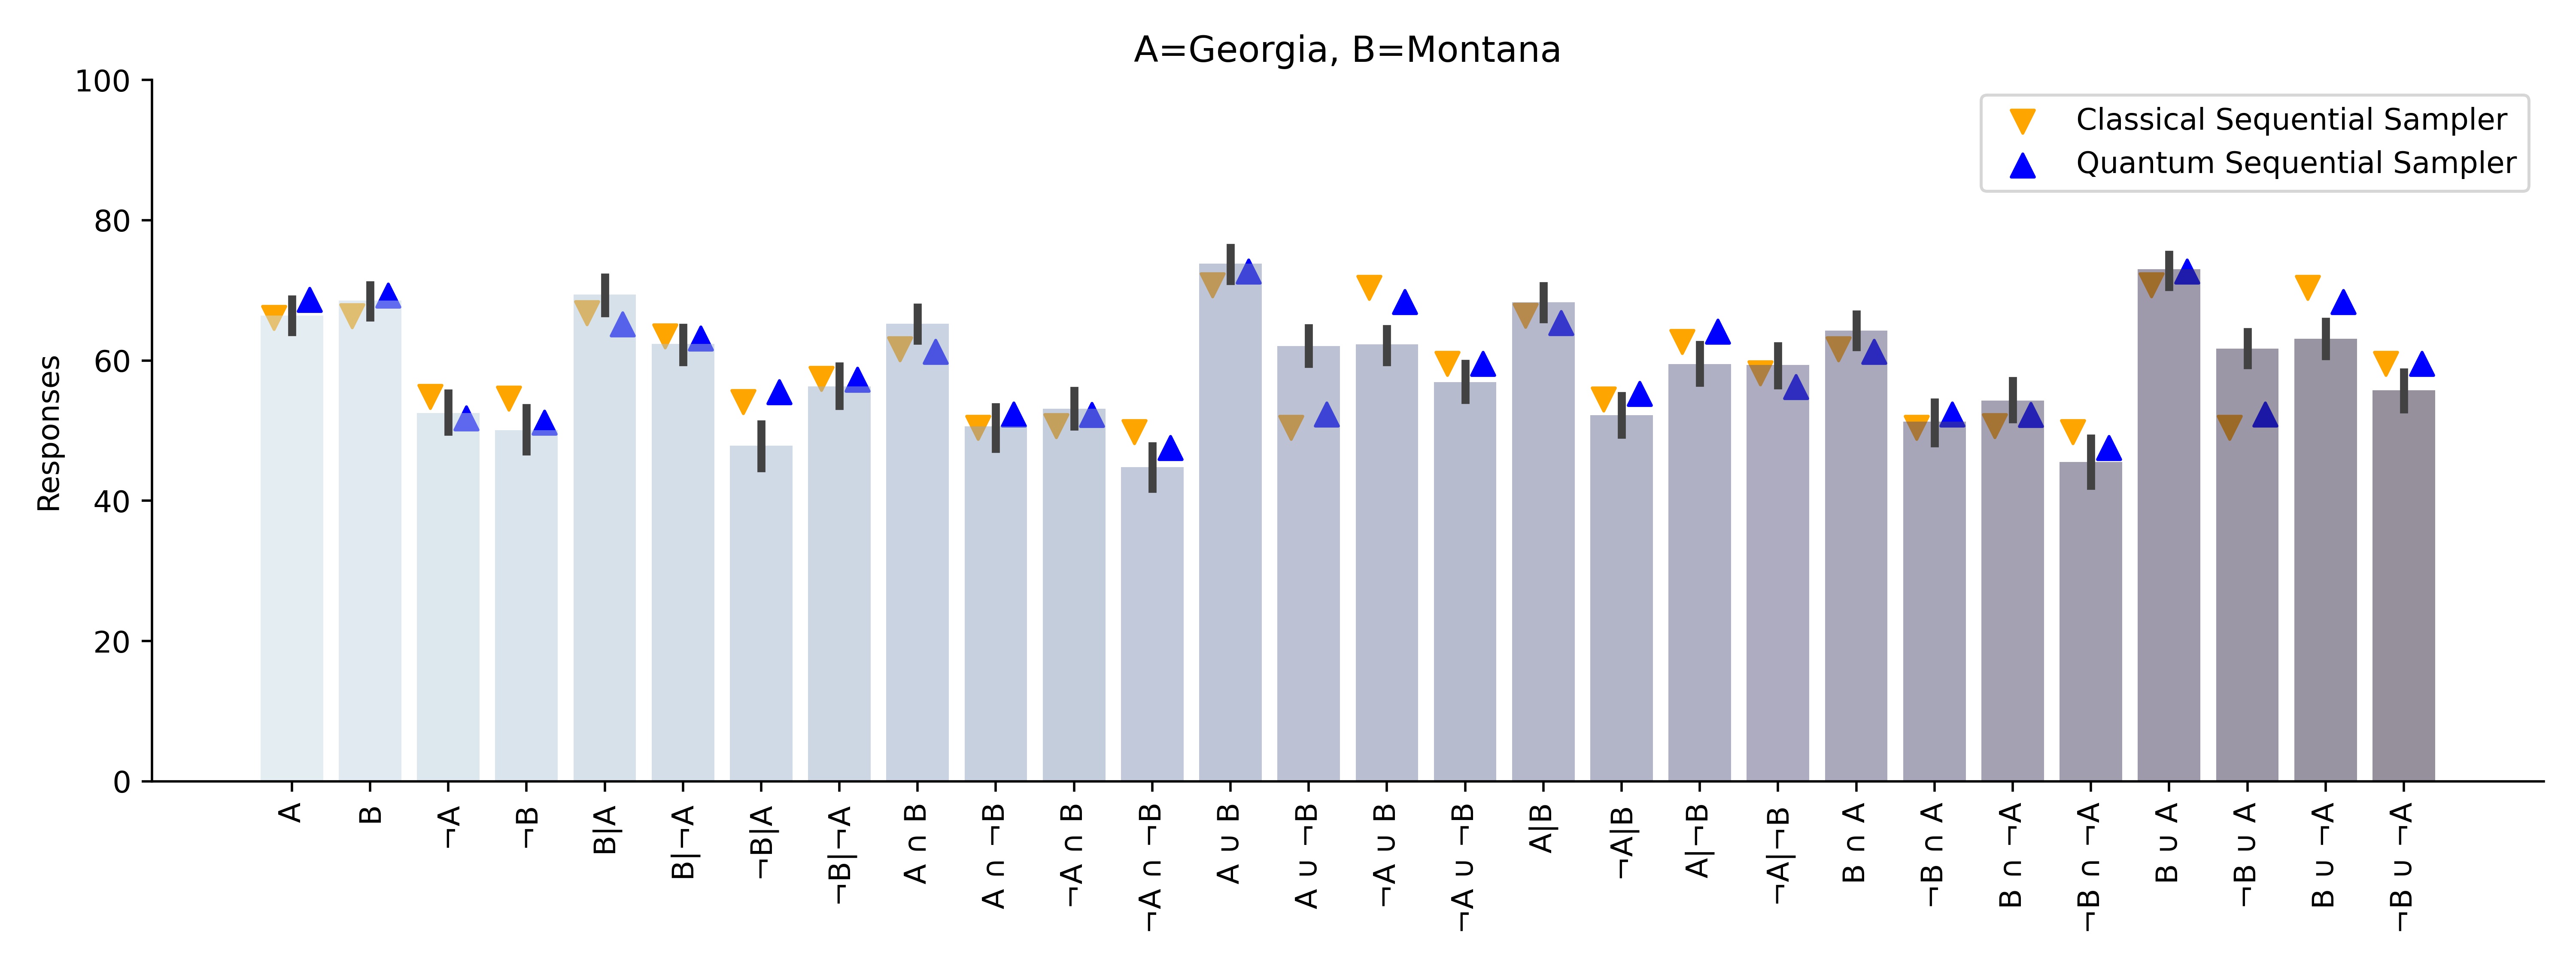 A=Georgia, B=Montana
Classical Sequential Sampler
Quantum Sequential Sampler
Responses
100
80
60
40
20
0
A
B
¬A
¬B
B|A
B|¬A
¬B|A
¬B|¬A
A ∩ B
A ∩ ¬B
¬A ∩ B
¬A ∩ ¬B
A ∪ B
A ∪ ¬B
¬A ∪ B
¬A ∪ ¬B
A|B
¬A|B
A|¬B
¬A|¬B
B ∩ A
¬B ∩ A
B ∩ ¬A
¬B ∩ ¬A
B ∪ A
¬B ∪ A
B ∪ ¬A
¬B ∪ ¬A